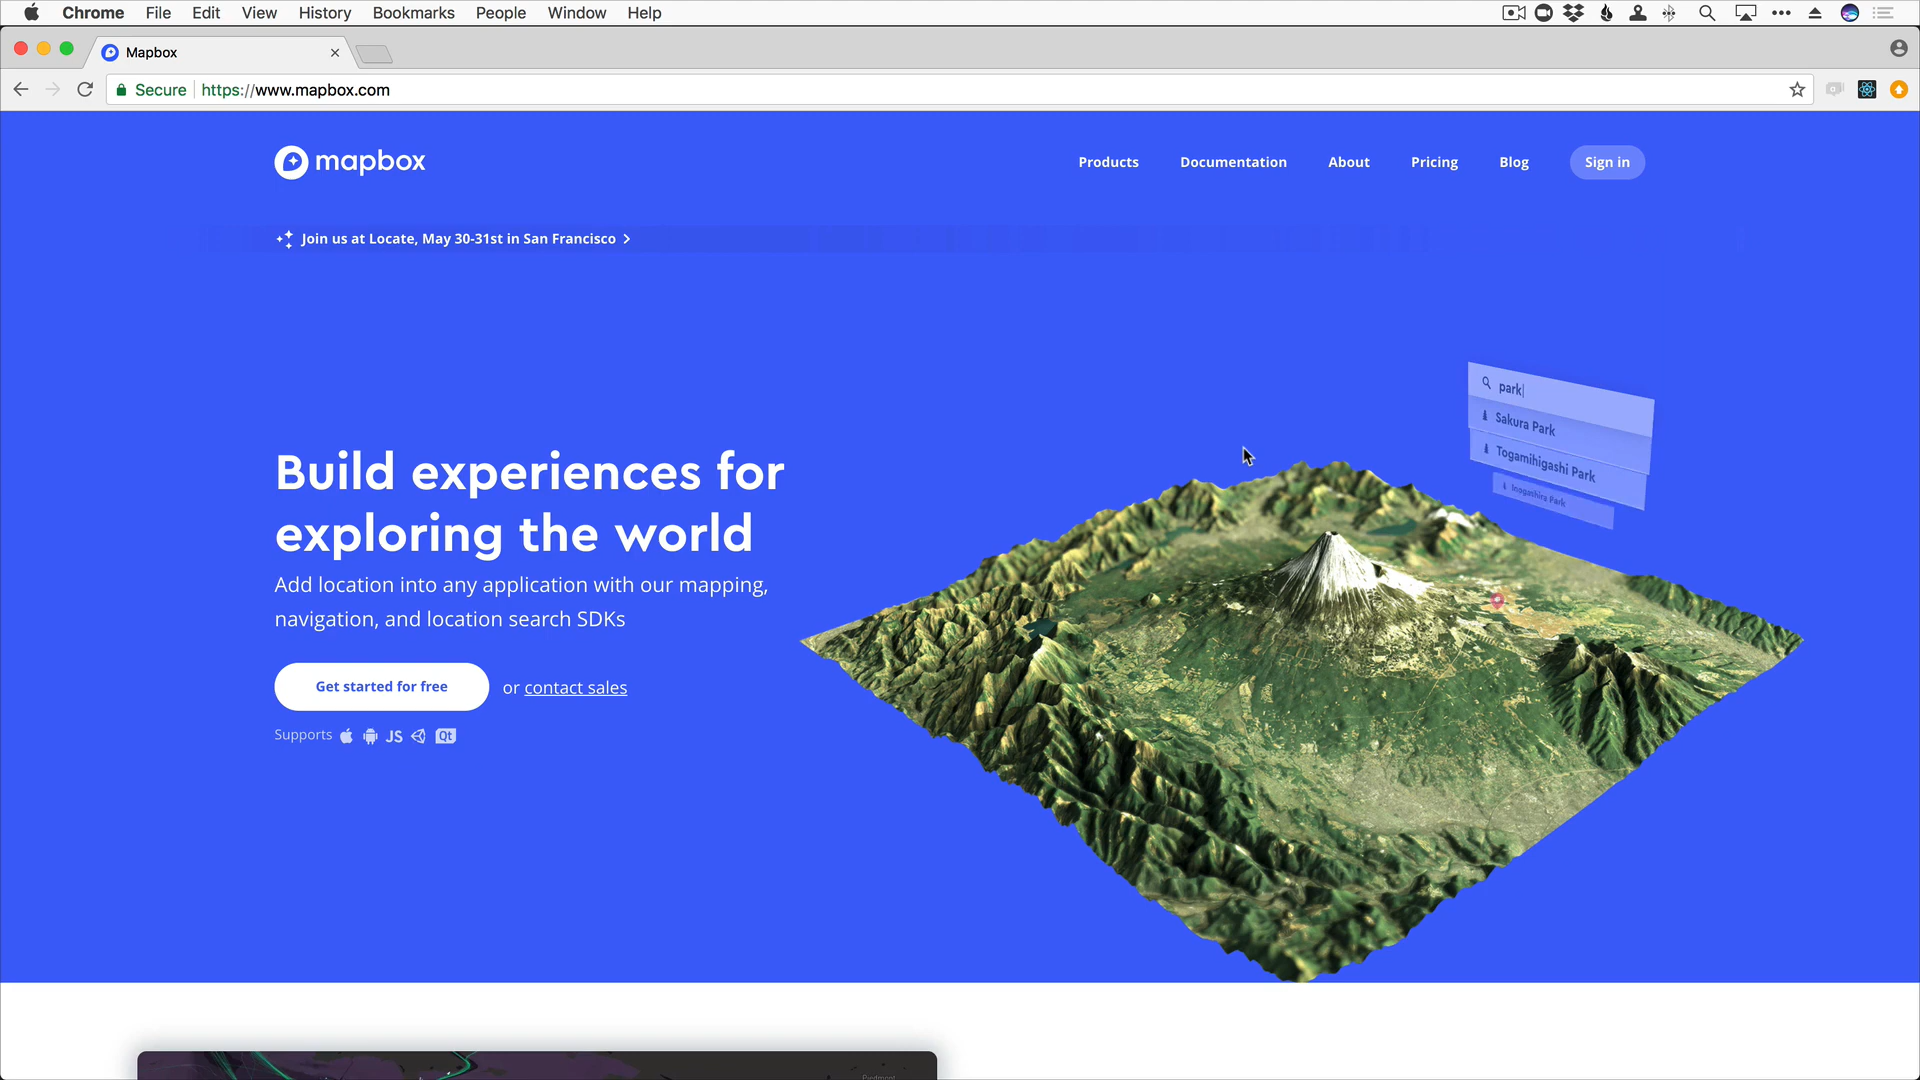 Chrome File Edit View History Bookmarks People Window Help
Mapbox
Secure https://www.mapbox.com
mapbox
Products Documentation About Pricing Blog Sign in
Join us at Locate, May 30-31st in San Francisco
park
Sakura Park
Togamihigashi Park
Inogashira Park
Build experiences for
exploring the world
Add location into any application with our mapping,
navigation, and location search SDKs
Get started for free or contact sales
Supports JS Qt
Piedmont